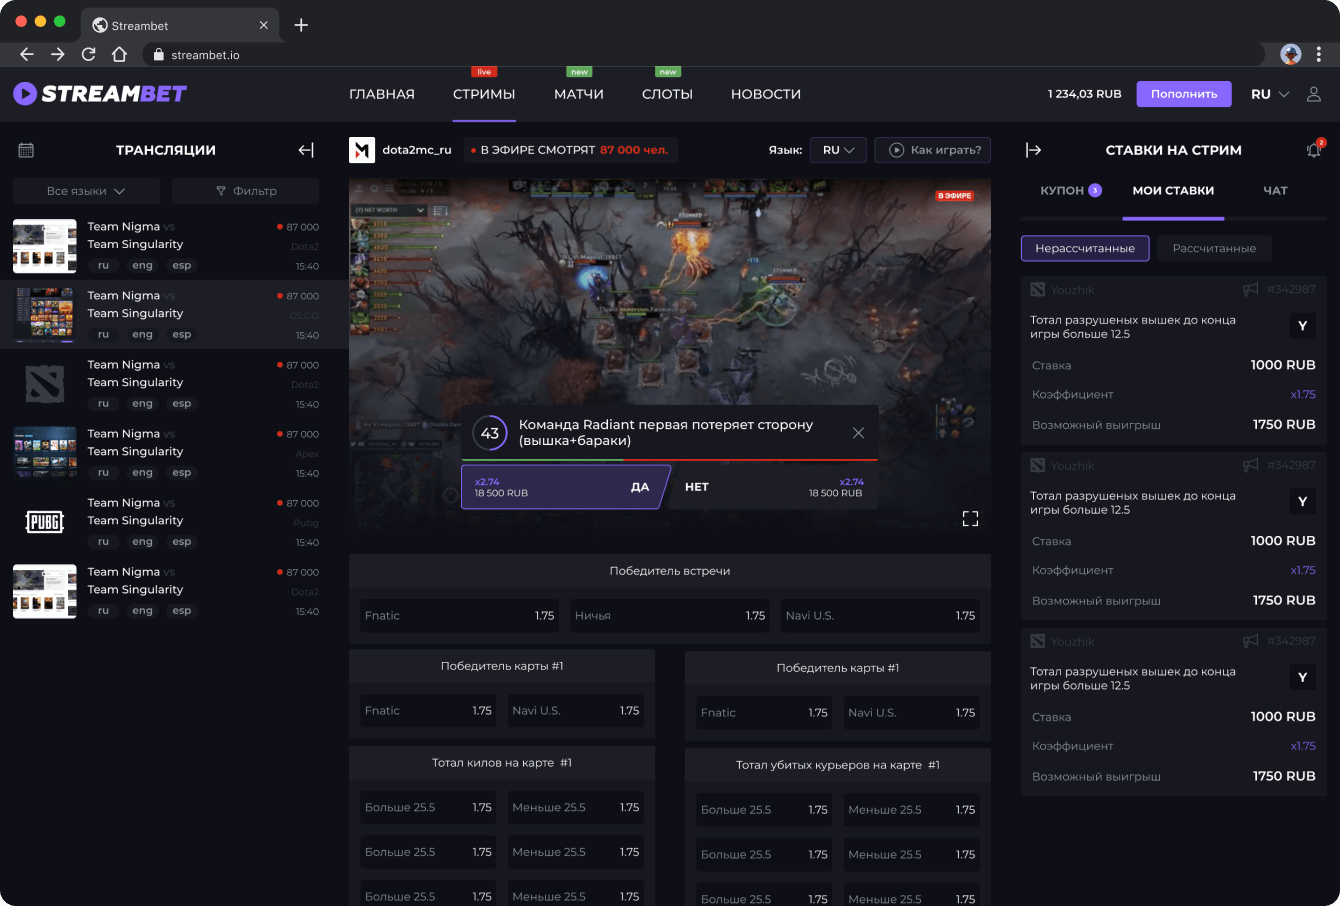 Streambet
streambet.io
STREAMBET
ГЛАВНАЯ
live
СТРИМЫ
new
МАТЧИ
new
СЛОТЫ
НОВОСТИ
1 234,03 RUB
Пополнить
RU
ТРАНСЛЯЦИИ
Все языки
Фильтр
Team Nigma vs
87 000
Team Singularity
Dota2
ru eng esp
15:40
Team Nigma vs
87 000
Team Singularity
CS:GO
ru eng esp
15:40
Team Nigma vs
87 000
Team Singularity
Dota2
ru eng esp
15:40
Team Nigma vs
87 000
Team Singularity
Apex
ru eng esp
15:40
PUBG
Team Nigma vs
87 000
Team Singularity
Pubg
ru eng esp
15:40
Team Nigma vs
87 000
Team Singularity
Dota2
ru eng esp
15:40
dota2mc_ru
В ЭФИРЕ СМОТРЯТ 87 000 чел.
Язык:
RU
Как играть?
В ЭФИРЕ
(Y) NET WORTH
43
Команда Radiant первая потеряет сторону
(вышка+бараки)
x2.74
18 500 RUB
ДА
НЕТ
x2.74
18 500 RUB
Победитель встречи
Fnatic 1.75
Ничья 1.75
Navi U.S. 1.75
Победитель карты #1
Fnatic 1.75
Navi U.S. 1.75
Победитель карты #1
Fnatic 1.75
Navi U.S. 1.75
Тотал килов на карте #1
Больше 25.5 1.75
Меньше 25.5 1.75
Больше 25.5 1.75
Меньше 25.5 1.75
Больше 25.5 1.75
Меньше 25.5 1.75
Тотал убитых курьеров на карте #1
Больше 25.5 1.75
Меньше 25.5 1.75
Больше 25.5 1.75
Меньше 25.5 1.75
Больше 25.5 1.75
Меньше 25.5 1.75
СТАВКИ НА СТРИМ
2
КУПОН 3
МОИ СТАВКИ
ЧАТ
Нерассчитанные
Рассчитанные
Youzhik
#342987
Тотал разрушеных вышек до конца
игры больше 12.5
Y
Ставка 1000 RUB
Коэффициент x1.75
Возможный выигрыш 1750 RUB
Youzhik
#342987
Тотал разрушеных вышек до конца
игры больше 12.5
Y
Ставка 1000 RUB
Коэффициент x1.75
Возможный выигрыш 1750 RUB
Youzhik
#342987
Тотал разрушеных вышек до конца
игры больше 12.5
Y
Ставка 1000 RUB
Коэффициент x1.75
Возможный выигрыш 1750 RUB